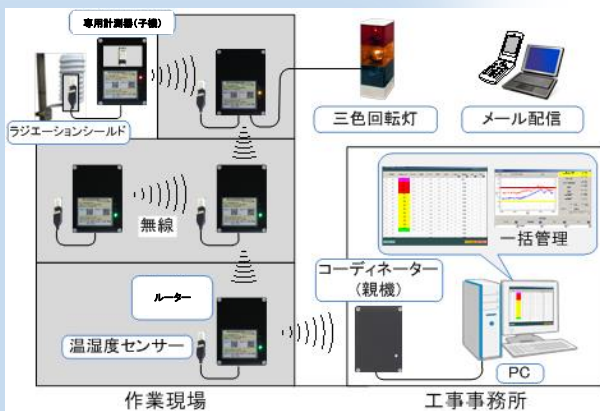 専用計測器(子機)
ラジエーションシールド
三色回転灯
メール配信
無線
一括管理
コーディネーター
(親機)
ルーター
温湿度センサー
PC
作業現場
工事事務所